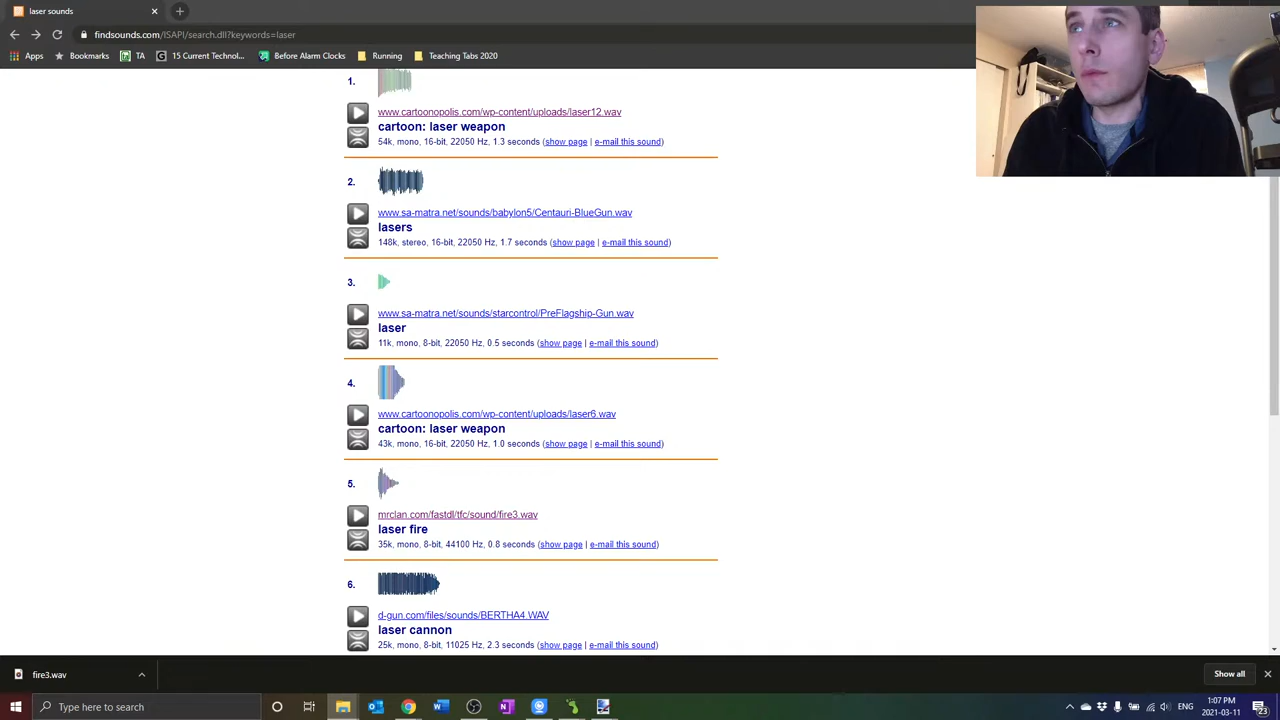 laser sounds
findsounds.com/ISAPI/search.dll?keywords=laser
Apps Bookmarks TA 15 Current Technol... Before Alarm Clocks Running Teaching Tabs 2020
1.
www.cartoonopolis.com/wp-content/uploads/laser12.wav
cartoon: laser weapon
54k, mono, 16-bit, 22050 Hz, 1.3 seconds (show page | e-mail this sound)
2.
www.sa-matra.net/sounds/babylon5/Centauri-BlueGun.wav
lasers
148k, stereo, 16-bit, 22050 Hz, 1.7 seconds (show page | e-mail this sound)
3.
www.sa-matra.net/sounds/starcontrol/PreFlagship-Gun.wav
laser
11k, mono, 8-bit, 22050 Hz, 0.5 seconds (show page | e-mail this sound)
4.
www.cartoonopolis.com/wp-content/uploads/laser6.wav
cartoon: laser weapon
43k, mono, 16-bit, 22050 Hz, 1.0 seconds (show page | e-mail this sound)
5.
mrclan.com/fastdl/tfc/sound/fire3.wav
laser fire
35k, mono, 8-bit, 44100 Hz, 0.8 seconds (show page | e-mail this sound)
6.
d-gun.com/files/sounds/BERTHA4.WAV
laser cannon
25k, mono, 8-bit, 11025 Hz, 2.3 seconds (show page | e-mail this sound)
fire3.wav Show all
Type here to search
1:07 PM
2021-03-11
23